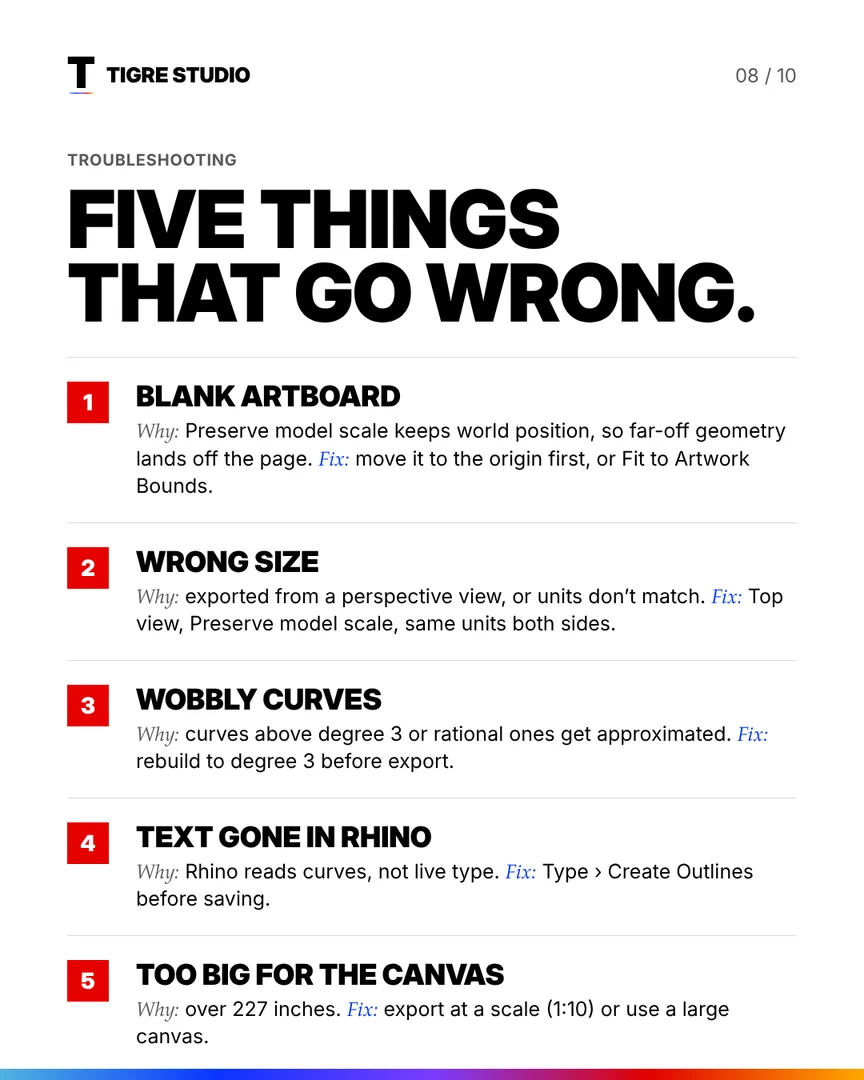 T TIGRE STUDIO
08 / 10
TROUBLESHOOTING
FIVE THINGS
THAT GO WRONG.
1 BLANK ARTBOARD
Why: Preserve model scale keeps world position, so far-off geometry
lands off the page. Fix: move it to the origin first, or Fit to Artwork
Bounds.
2 WRONG SIZE
Why: exported from a perspective view, or units don’t match. Fix: Top
view, Preserve model scale, same units both sides.
3 WOBBLY CURVES
Why: curves above degree 3 or rational ones get approximated. Fix:
rebuild to degree 3 before export.
4 TEXT GONE IN RHINO
Why: Rhino reads curves, not live type. Fix: Type › Create Outlines
before saving.
5 TOO BIG FOR THE CANVAS
Why: over 227 inches. Fix: export at a scale (1:10) or use a large
canvas.